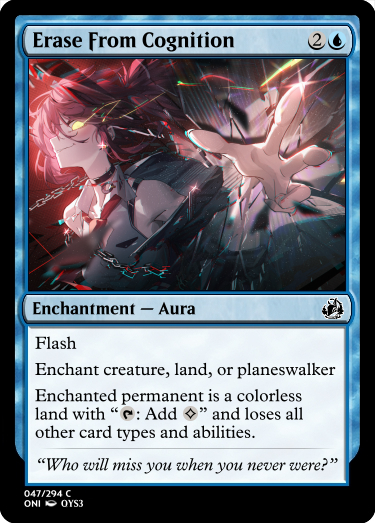 Erase From Cognition 2
Enchantment — Aura
Flash
Enchant creature, land, or planeswalker
Enchanted permanent is a colorless
land with “: Add ” and loses all
other card types and abilities.
“Who will miss you when you never were?”
047/294 C
ONI OYS3